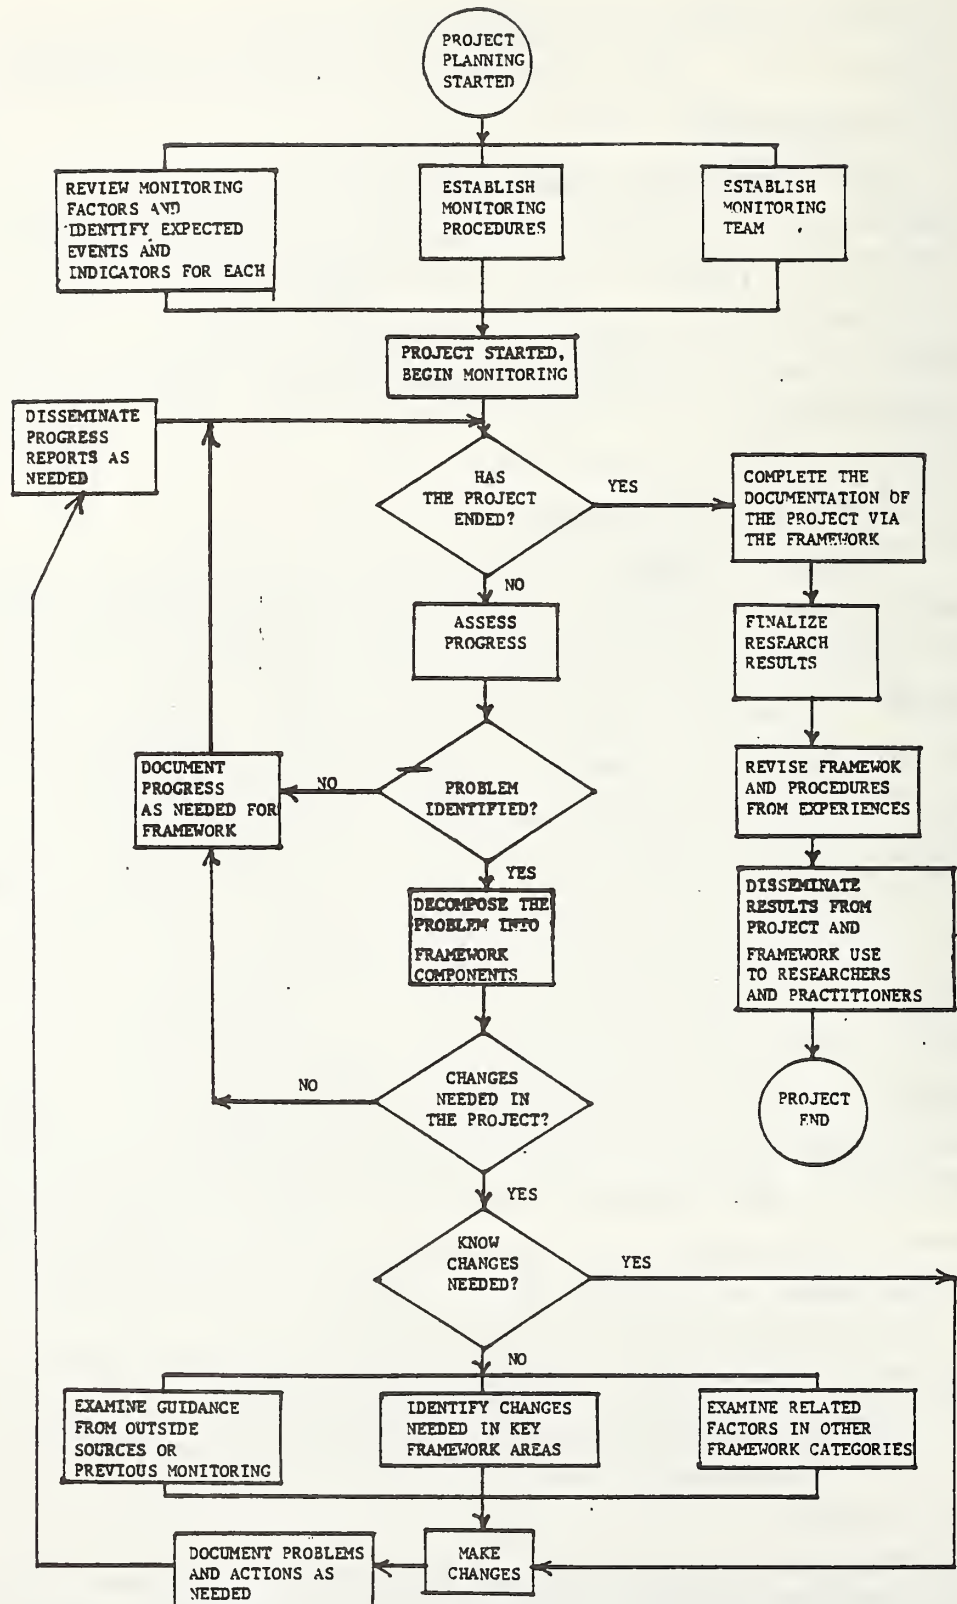 PROJECT
PLANNING
STARTED
REVIEW MONITORING
FACTORS AND
IDENTIFY EXPECTED
EVENTS AND
INDICATORS FOR EACH
ESTABLISH
MONITORING
PROCEDURES
ESTABLISH
MONITORING
TEAM
PROJECT STARTED,
BEGIN MONITORING
DISSEMINATE
PROGRESS
REPORTS AS
NEEDED
HAS
THE PROJECT
ENDED?
YES
COMPLETE THE
DOCUMENTATION OF
THE PROJECT VIA
THE FRAMEWORK
NO
ASSESS
PROGRESS
FINALIZE
RESEARCH
RESULTS
DOCUMENT
PROGRESS
AS NEEDED FOR
FRAMEWORK
NO
PROBLEM
IDENTIFIED?
REVISE FRAMEWOK
AND PROCEDURES
FROM EXPERIENCES
YES
DECOMPOSE THE
PROBLEM INTO
FRAMEWORK
COMPONENTS
DISSEMINATE
RESULTS FROM
PROJECT AND
FRAMEWORK USE
TO RESEARCHERS
AND PRACTITIONERS
NO
CHANGES
NEEDED IN
THE PROJECT?
PROJECT
END
YES
KNOW
CHANGES
NEEDED?
YES
NO
EXAMINE GUIDANCE
FROM OUTSIDE
SOURCES OR
PREVIOUS MONITORING
IDENTIFY CHANGES
NEEDED IN KEY
FRAMEWORK AREAS
EXAMINE RELATED
FACTORS IN OTHER
FRAMEWORK CATEGORIES
DOCUMENT PROBLEMS
AND ACTIONS AS
NEEDED
MAKE
CHANGES